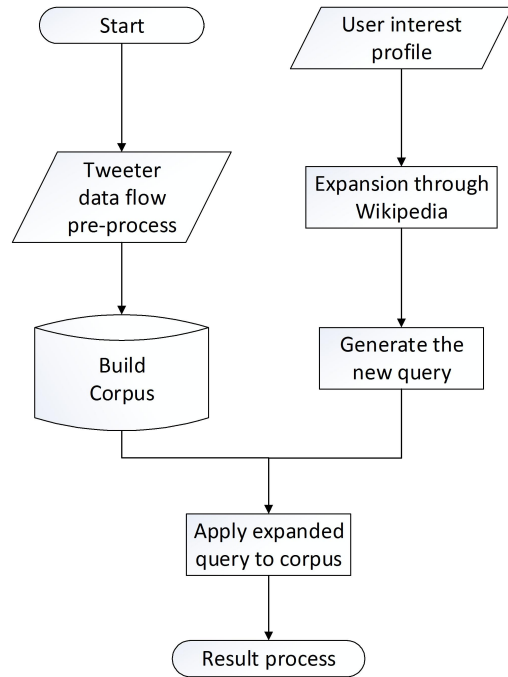 Start
User interest
profile
Tweeter
data flow
pre-process
Expansion through
Wikipedia
Build
Corpus
Generate the
new query
Apply expanded
query to corpus
Result process